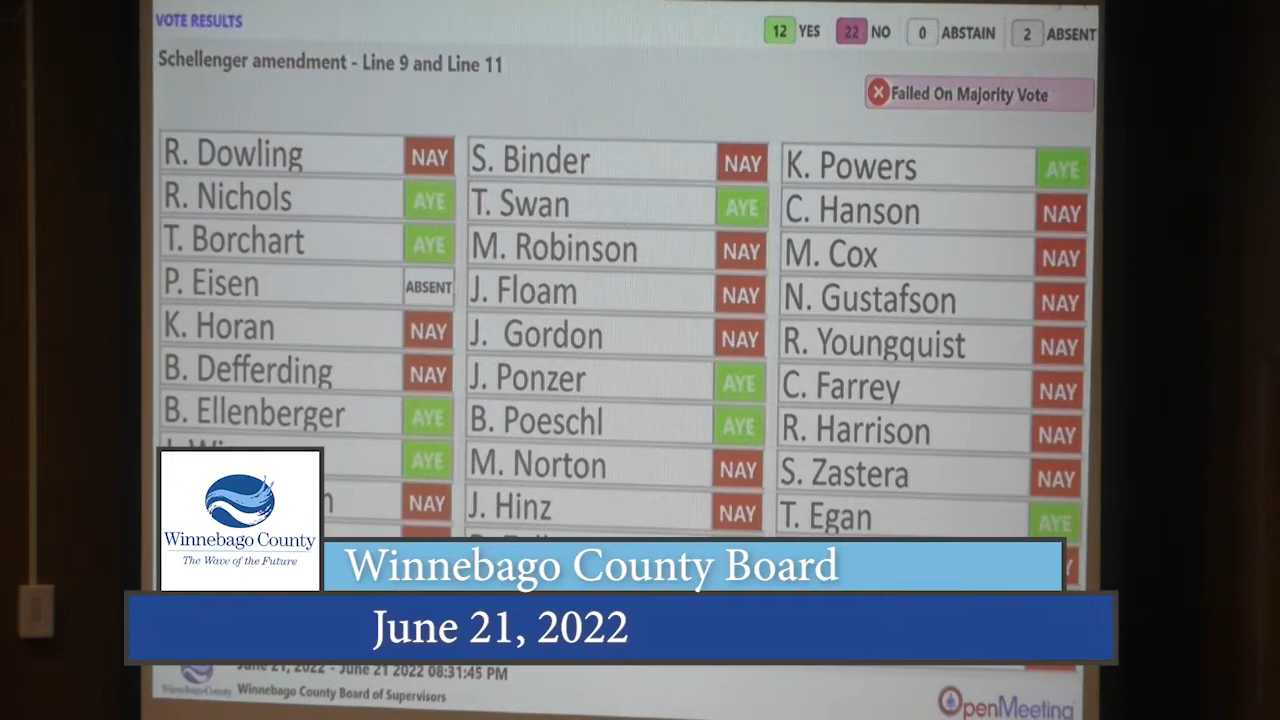 VOTE RESULTS
12 YES 22 NO 0 ABSTAIN 2 ABSENT
Schellenger amendment - Line 9 and Line 11
Failed On Majority Vote
R. Dowling NAY S. Binder NAY K. Powers AYE
R. Nichols AYE T. Swan AYE C. Hanson NAY
T. Borchart AYE M. Robinson NAY M. Cox NAY
P. Eisen ABSENT J. Floam NAY N. Gustafson NAY
K. Horan NAY J. Gordon NAY R. Youngquist NAY
B. Defferding NAY J. Ponzer AYE C. Farrey NAY
B. Ellenberger AYE B. Poeschl AYE R. Harrison NAY
AYE M. Norton NAY S. Zastera NAY
NAY J. Hinz NAY T. Egan AYE
Winnebago County
The Wave of the Future
Winnebago County Board
June 21, 2022
June 21, 2022 - June 21 2022 08:31:45 PM
WinnebagoCounty Winnebago County Board of Supervisors
OpenMeeting